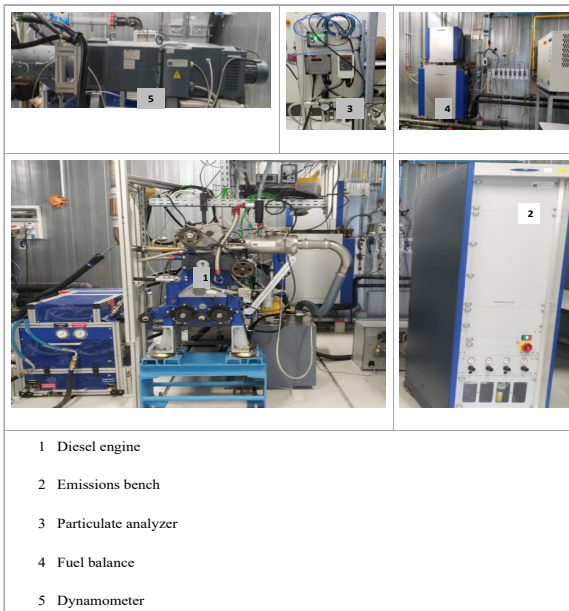 5
3
4
1
2
1 Diesel engine
2 Emissions bench
3 Particulate analyzer
4 Fuel balance
5 Dynamometer